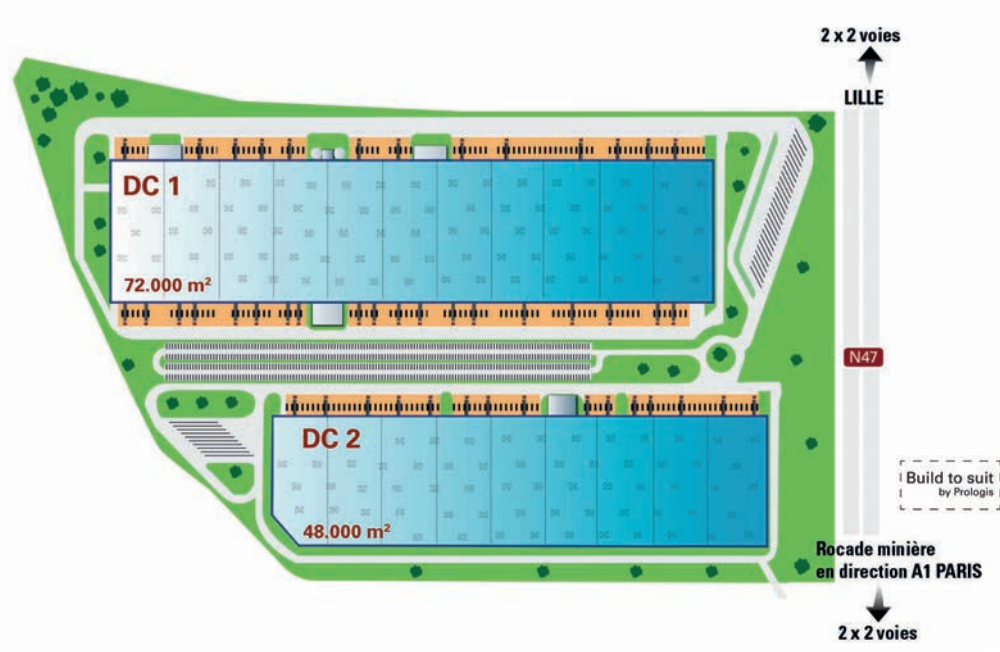 2 x 2 voies
LILLE
DC 1
72.000 m²
N47
DC 2
48.000 m²
Build to suit
by Prologis
Rocade minière
en direction A1 PARIS
2 x 2 voies